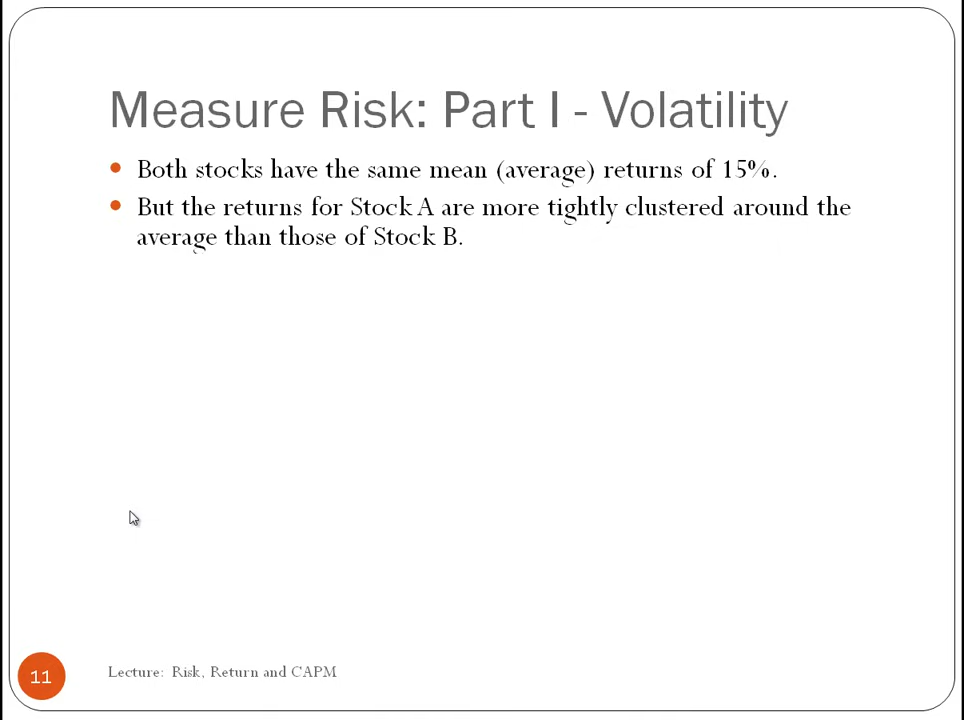 Measure Risk: Part I - Volatility
Both stocks have the same mean (average) returns of 15%.
But the returns for Stock A are more tightly clustered around the
average than those of Stock B.
11
Lecture: Risk, Return and CAPM